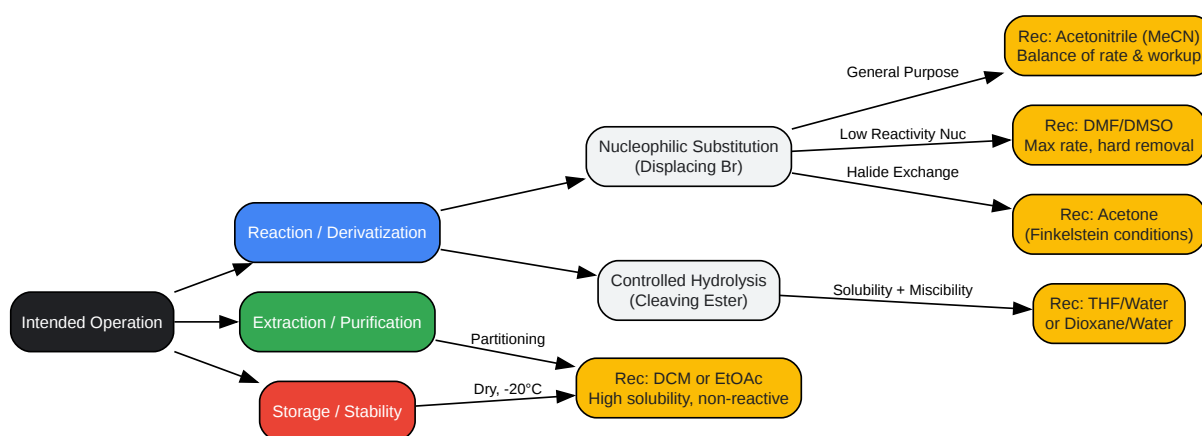 Rec: Acetonitrile (MeCN)
Balance of rate & workup
General Purpose
Rec: DMF/DMSO
Max rate, hard removal
Low Reactivity Nuc
Nucleophilic Substitution
(Displacing Br)
Halide Exchange
Rec: Acetone
(Finkelstein conditions)
Reaction / Derivatization
Controlled Hydrolysis
(Cleaving Ester)
Solubility + Miscibility
Rec: THF/Water
or Dioxane/Water
Intended Operation
Extraction / Purification
Partitioning
Rec: DCM or EtOAc
High solubility, non-reactive
Dry, -20°C
Storage / Stability